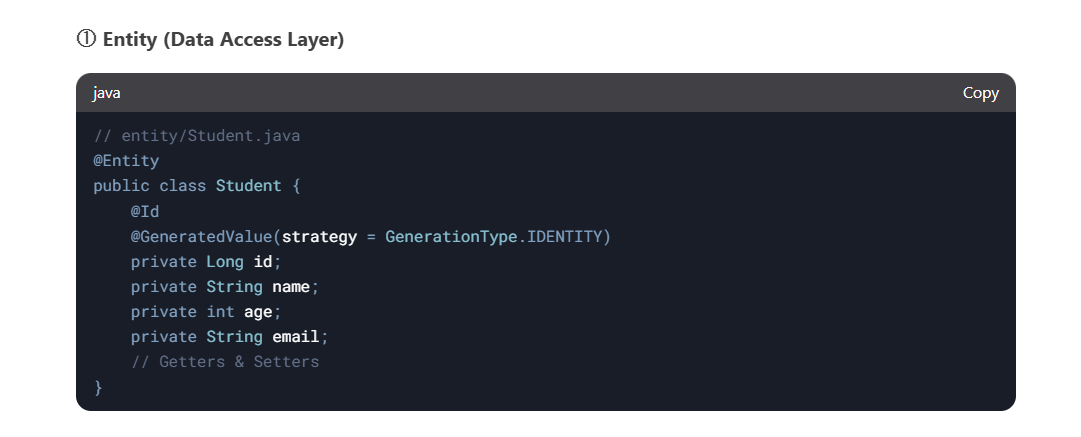 ① Entity (Data Access Layer)
java Copy
// entity/Student.java
@Entity
public class Student {
    @Id
    @GeneratedValue(strategy = GenerationType.IDENTITY)
    private Long id;
    private String name;
    private int age;
    private String email;
    // Getters & Setters
}